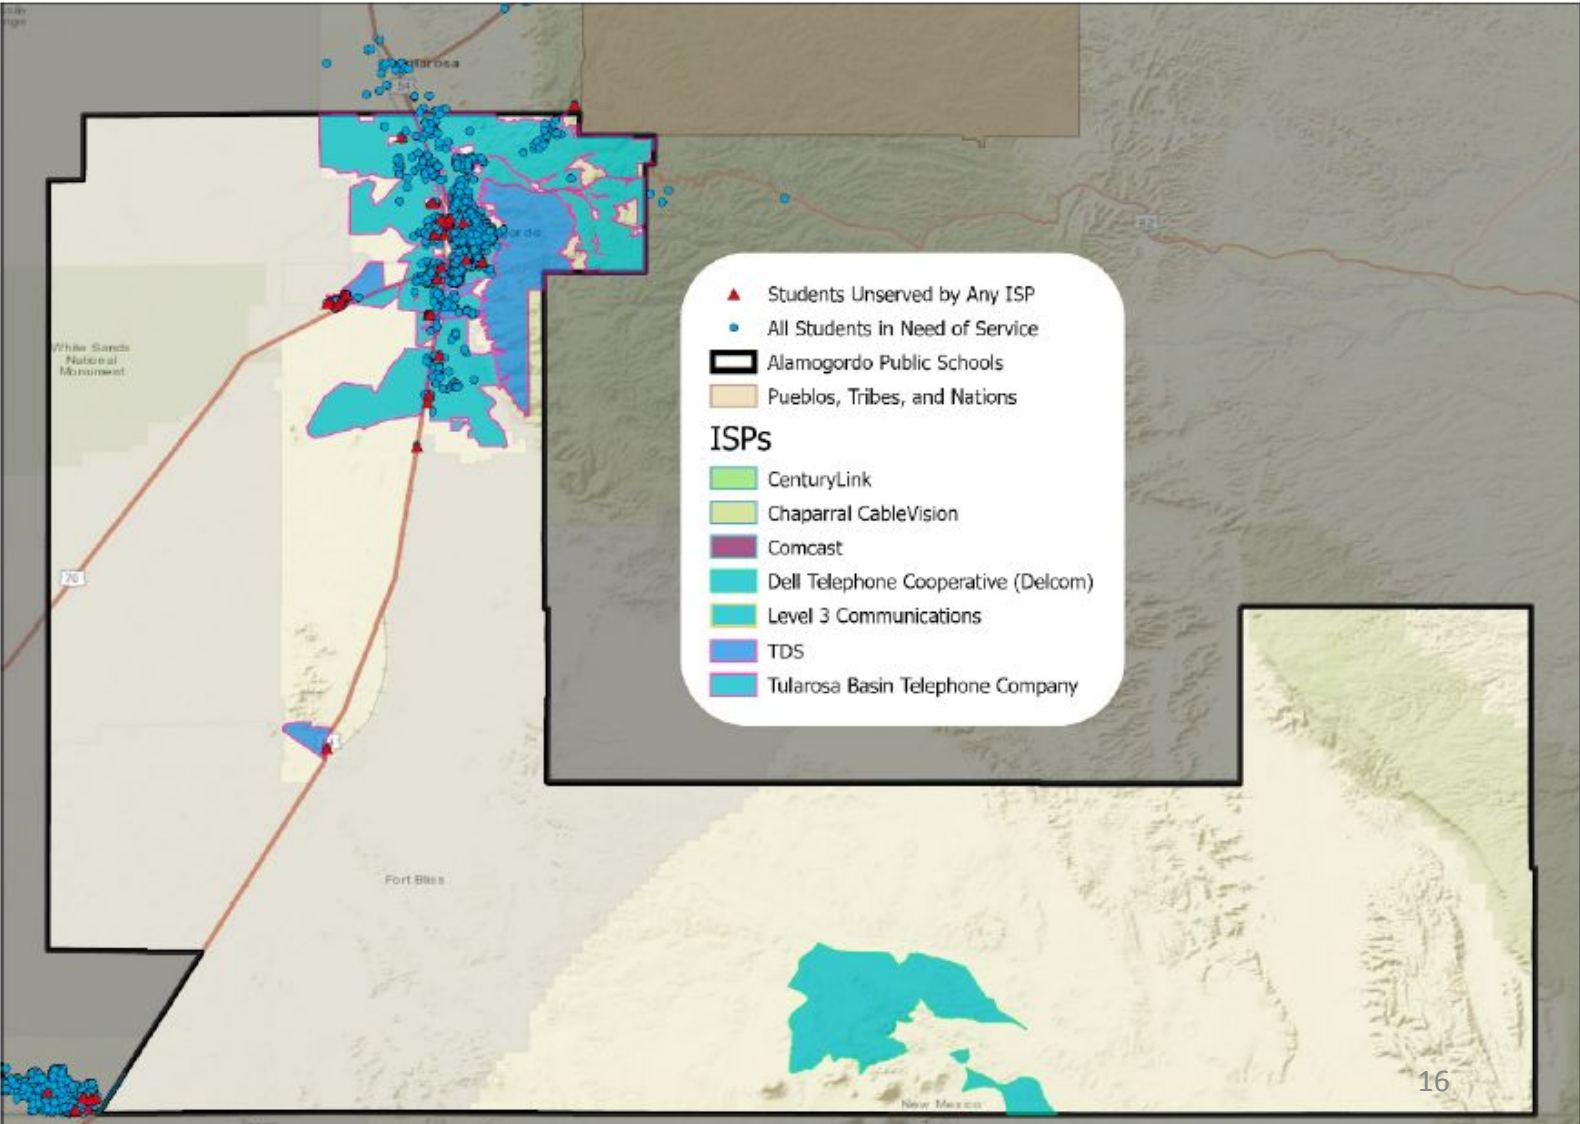 54
White Sands
National
Monument
82
Students Unserved by Any ISP
All Students in Need of Service
Alamogordo Public Schools
Pueblos, Tribes, and Nations
ISPs
CenturyLink
Chaparral CableVision
Comcast
Dell Telephone Cooperative (Delcom)
Level 3 Communications
TDS
Tularosa Basin Telephone Company
70
Fort Bliss
16
New Mexico